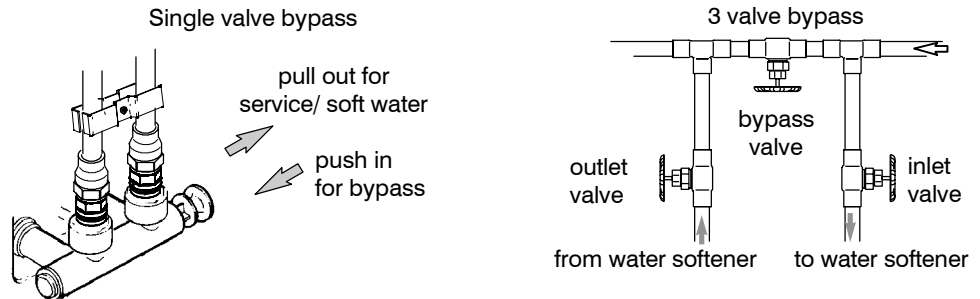 Single valve bypass
pull out for
service/ soft water
push in
for bypass
3 valve bypass
bypass
valve
outlet
valve
inlet
valve
from water softener
to water softener